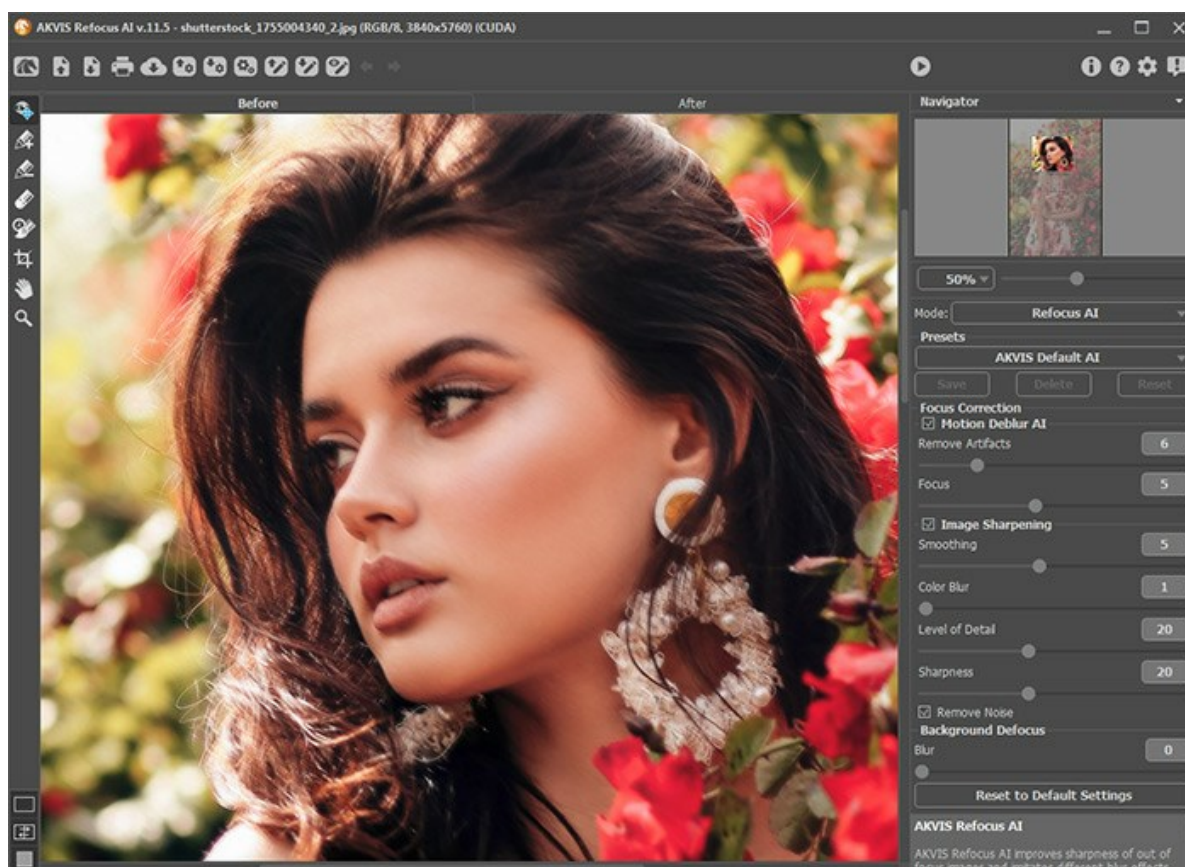 AKVIS Refocus AI v.11.5 - shutterstock_1755004340_2.jpg (RGB/8, 3840x5760) (CUDA)
Before
After
Navigator
50%
Mode: Refocus AI
Presets
AKVIS Default AI
Save Delete Reset
Focus Correction
Motion Deblur AI
Remove Artifacts 6
Focus 5
Image Sharpening
Smoothing 5
Color Blur 1
Level of Detail 20
Sharpness 20
Remove Noise
Background Defocus
Blur 0
Reset to Default Settings
AKVIS Refocus AI
AKVIS Refocus AI improves sharpness of out of